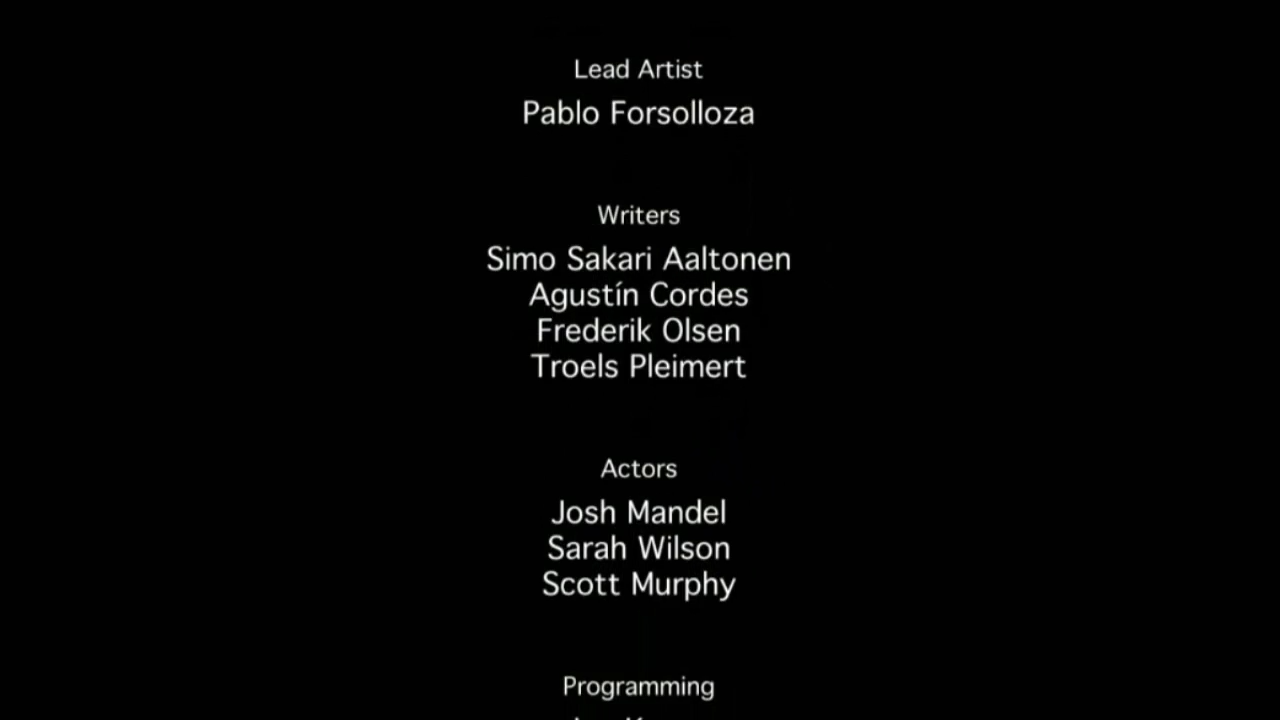 Lead Artist
Pablo Forsolloza
Writers
Simo Sakari Aaltonen
Agustín Cordes
Frederik Olsen
Troels Pleimert
Actors
Josh Mandel
Sarah Wilson
Scott Murphy
Programming